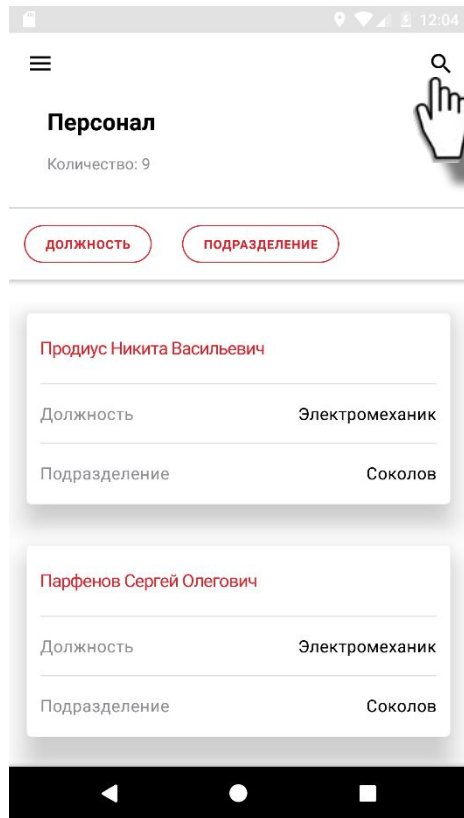 12:04
Персонал
Количество: 9
ДОЛЖНОСТЬ ПОДРАЗДЕЛЕНИЕ
Продиус Никита Васильевич
Должность Электромеханик
Подразделение Соколов
Парфенов Сергей Олегович
Должность Электромеханик
Подразделение Соколов